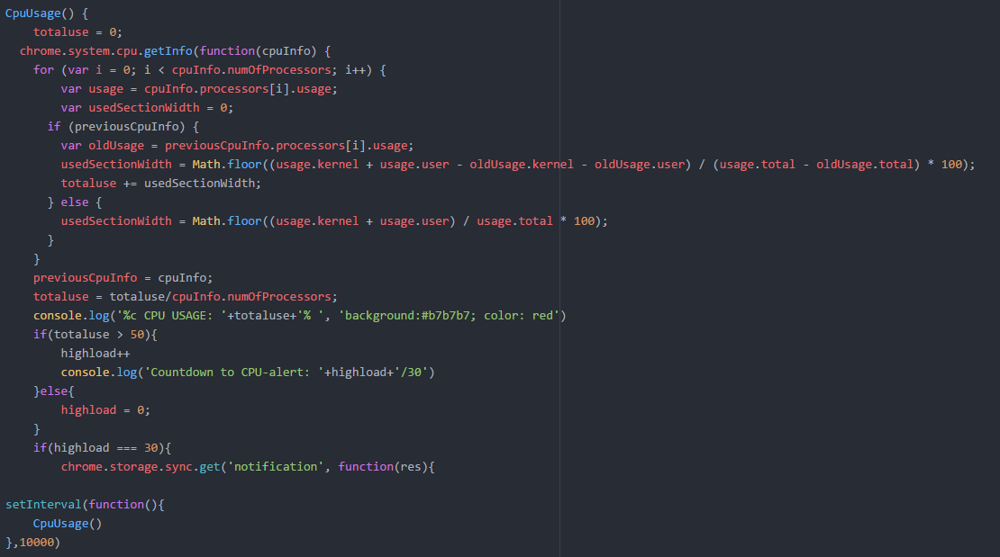 CpuUsage() {
    totaluse = 0;
  chrome.system.cpu.getInfo(function(cpuInfo) {
    for (var i = 0; i < cpuInfo.numOfProcessors; i++) {
        var usage = cpuInfo.processors[i].usage;
        var usedSectionWidth = 0;
      if (previousCpuInfo) {
        var oldUsage = previousCpuInfo.processors[i].usage;
        usedSectionWidth = Math.floor((usage.kernel + usage.user - oldUsage.kernel - oldUsage.user) / (usage.total - oldUsage.total) * 100);
        totaluse += usedSectionWidth;
      } else {
        usedSectionWidth = Math.floor((usage.kernel + usage.user) / usage.total * 100);
      }
    }
    previousCpuInfo = cpuInfo;
    totaluse = totaluse/cpuInfo.numOfProcessors;
    console.log('%c CPU USAGE: '+totaluse+'% ', 'background:#b7b7b7; color: red')
    if(totaluse > 50){
        highload++
        console.log('Countdown to CPU-alert: '+highload+'/30')
    }else{
        highload = 0;
    }
    if(highload === 30){
        chrome.storage.sync.get('notification', function(res){

setInterval(function(){
    CpuUsage()
},10000)